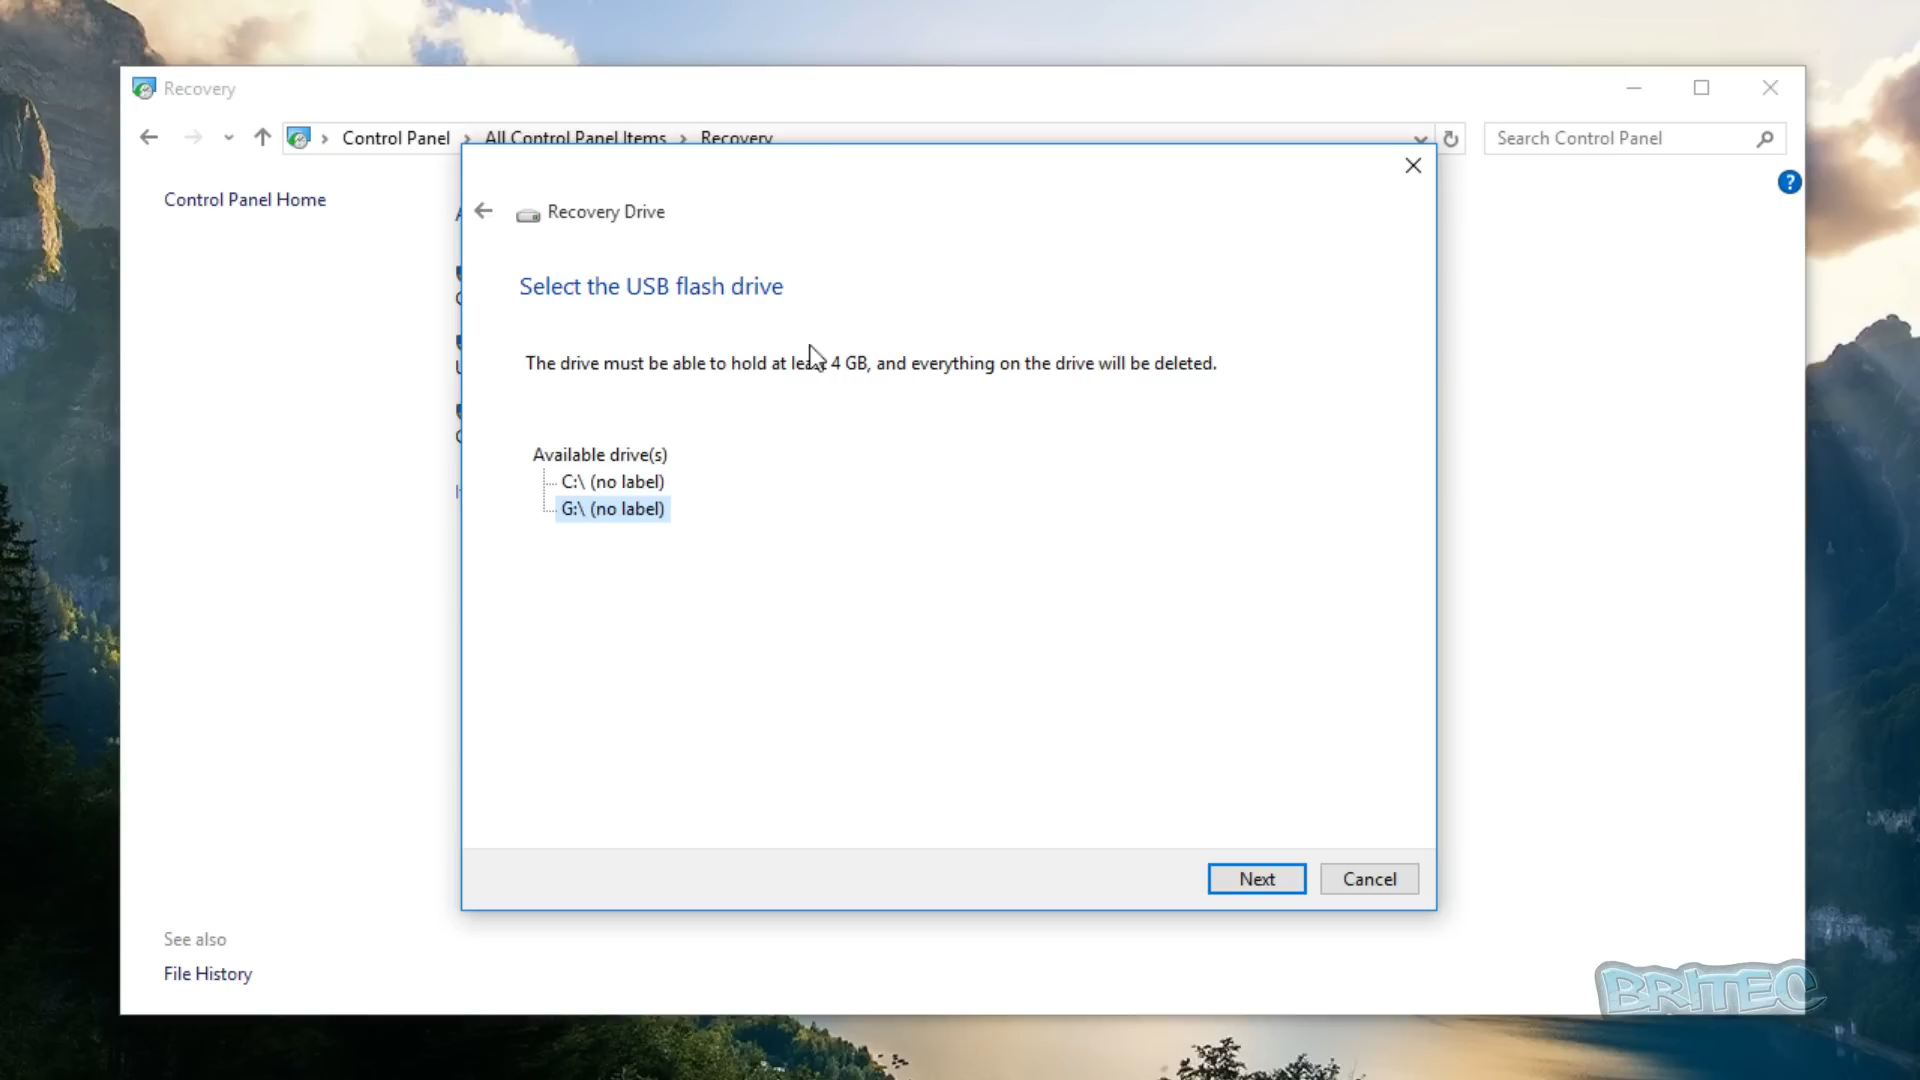 Recovery
Control Panel > All Control Panel Items > Recovery
Search Control Panel
?
Control Panel Home
Recovery Drive
Select the USB flash drive
The drive must be able to hold at least 4 GB, and everything on the drive will be deleted.
Available drive(s)
C:\ (no label)
G:\ (no label)
Next
Cancel
See also
File History
BRITEC